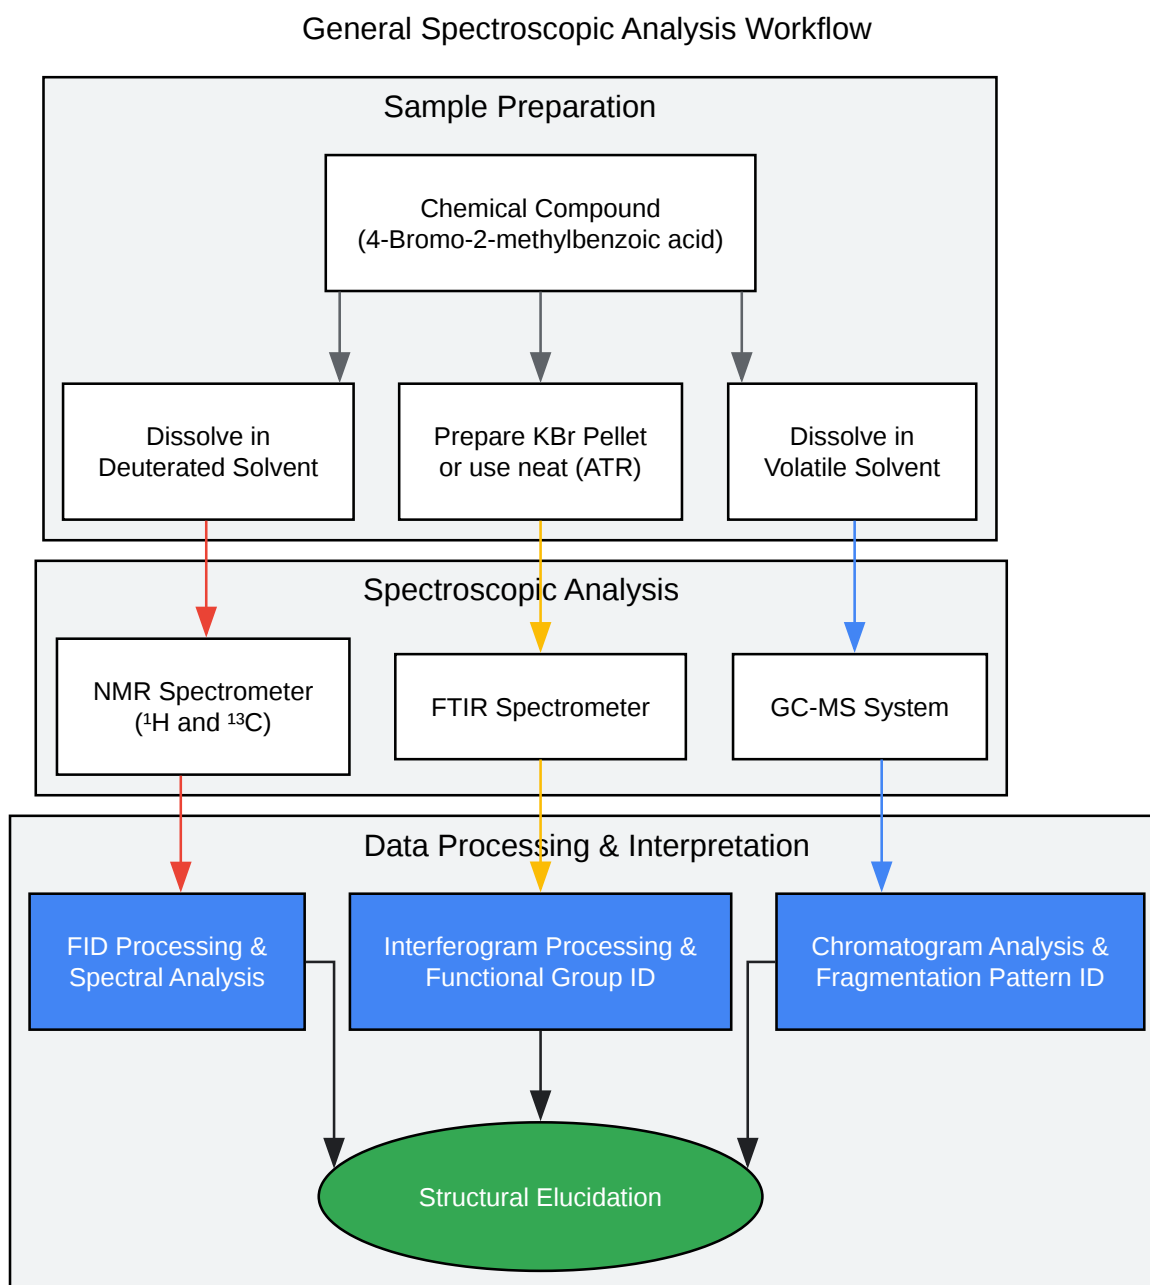 General Spectroscopic Analysis Workflow
Sample Preparation
Chemical Compound
(4-Bromo-2-methylbenzoic acid)
Dissolve in
Deuterated Solvent
Prepare KBr Pellet
or use neat (ATR)
Dissolve in
Volatile Solvent
Spectroscopic Analysis
NMR Spectrometer
(¹H and ¹³C)
FTIR Spectrometer
GC-MS System
Data Processing & Interpretation
FID Processing &
Spectral Analysis
Interferogram Processing &
Functional Group ID
Chromatogram Analysis &
Fragmentation Pattern ID
Structural Elucidation